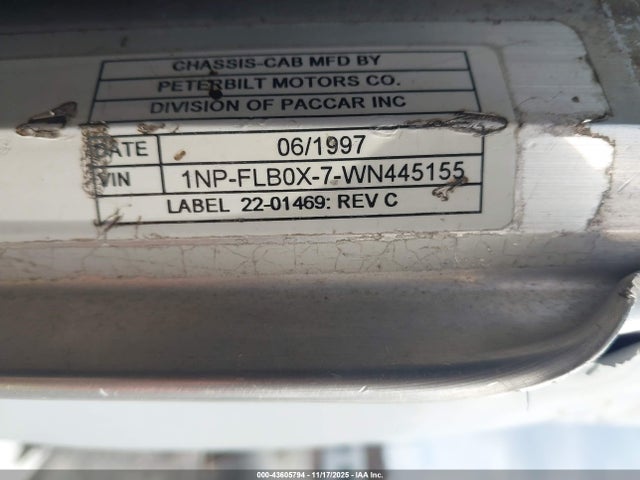 CHASSIS-CAB MFD BY
PETERBILT MOTORS CO.
DIVISION OF PACCAR INC
DATE 06/1997
VIN 1NP-FLB0X-7-WN445155
LABEL 22-01469: REV C
000-43605794 - 11/17/2025 - IAA Inc.